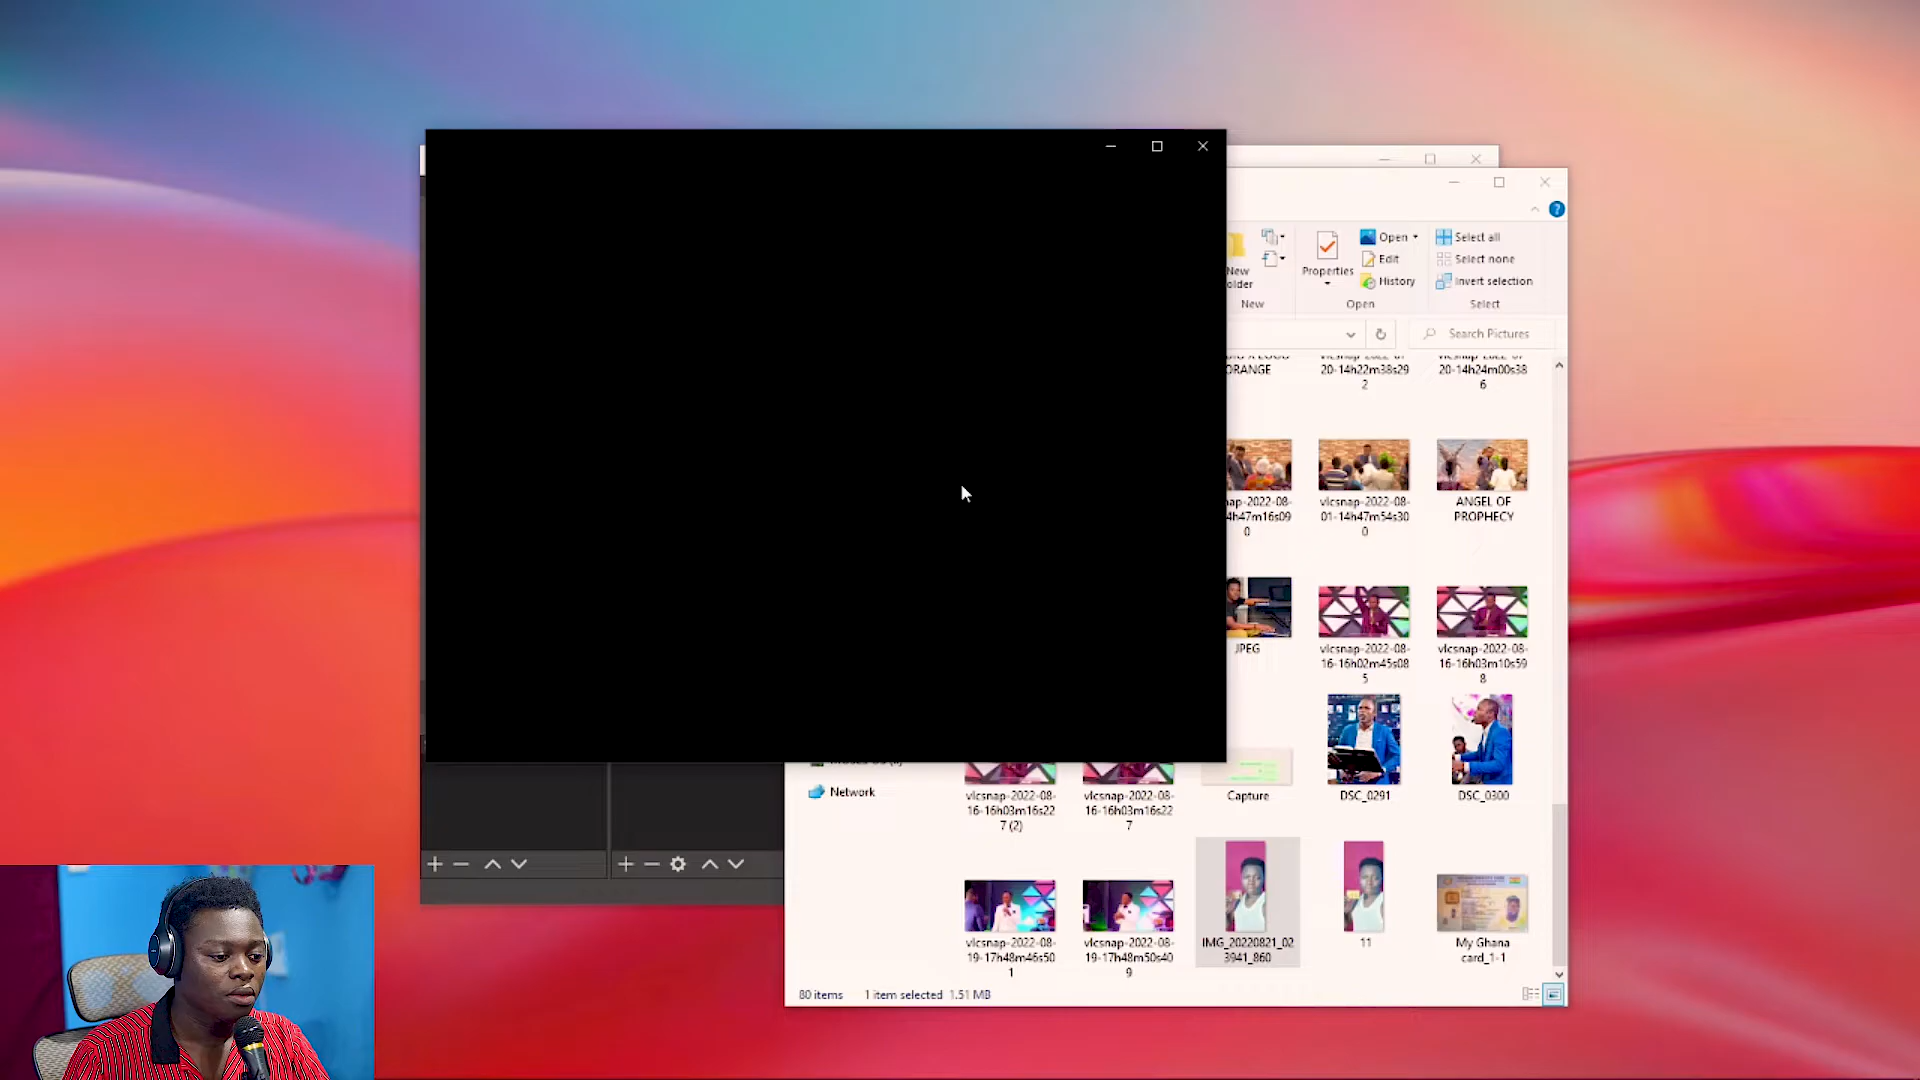 New
older
New
Properties
Open
Edit
History
Open
Select all
Select none
Invert selection
Select
Search Pictures
ORANGE
20-14h22m38s29
2
20-14h24m00s38
6
ap-2022-08-
4h47m16s09
0
vlcsnap-2022-08-
01-14h47m54s30
0
ANGEL OF
PROPHECY
JPEG
vlcsnap-2022-08-
16-16h02m45s08
5
vlcsnap-2022-08-
16-16h03m10s59
8
Network
vlcsnap-2022-08-
16-16h03m16s22
7 (2)
vlcsnap-2022-08-
16-16h03m16s22
7
Capture
DSC_0291
DSC_0300
vlcsnap-2022-08-
19-17h48m46s50
1
vlcsnap-2022-08-
19-17h48m50s40
9
IMG_20220821_02
3941_860
11
My Ghana
card_1-1
80 items
1 item selected 1.51 MB